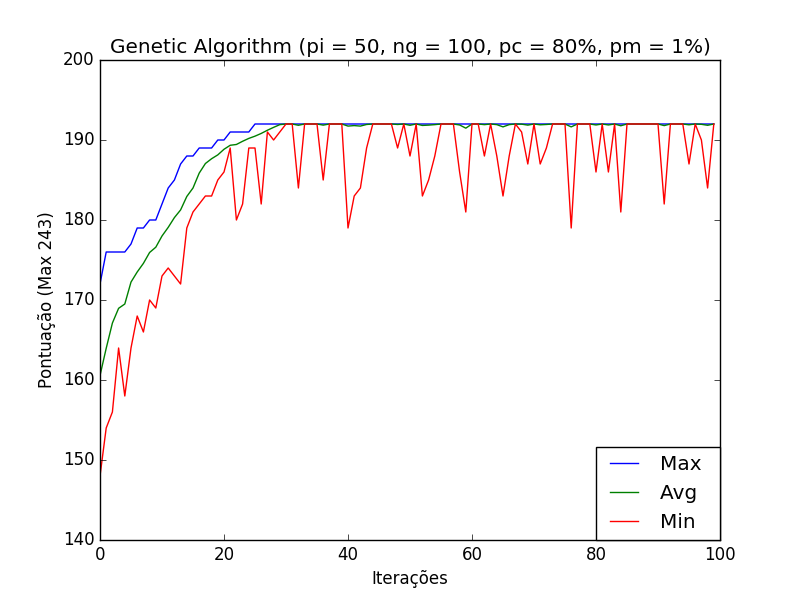 Genetic Algorithm (pi = 50, ng = 100, pc = 80%, pm = 1%)
200
190
180
170
160
150
140
Pontuação (Max 243)
Max
Avg
Min
0 20 40 60 80 100
Iterações